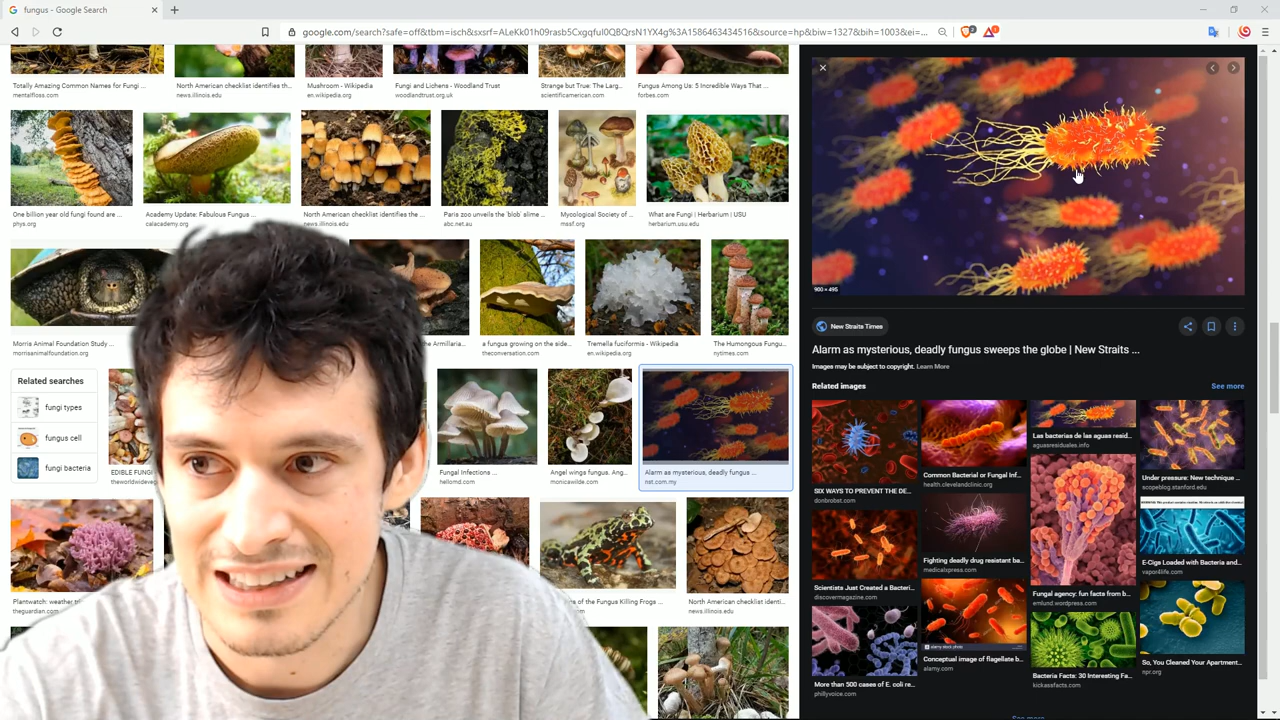 fungus - Google Search
google.com/search?safe=off&tbm=isch&sxsrf=ALeKk01h09rasb5Cxgqful0QBQrsN1YX4g%3A1586463434516&source=hp&biw=1327&bih=1003&ei=...
Totally Amazing Common Names for Fungi ...
mentalfloss.com
North American checklist identifies th...
news.illinois.edu
Mushroom - Wikipedia
en.wikipedia.org
Fungi and Lichens - Woodland Trust
woodlandtrust.org.uk
Strange but True: The Larg...
scientificamerican.com
Fungus Among Us: 5 Incredible Ways That ...
forbes.com
One billion year old fungi found are ...
phys.org
Academy Update: Fabulous Fungus ...
calacademy.org
North American checklist identifies the ...
news.illinois.edu
Paris zoo unveils the 'blob' slime ...
abc.net.au
Mycological Society of ...
mssf.org
What are Fungi | Herbarium | USU
herbarium.usu.edu
Morris Animal Foundation Study ...
morrisanimalfoundation.org
the Armillaria...
a fungus growing on the side...
theconversation.com
Tremella fuciformis - Wikipedia
en.wikipedia.org
The Humongous Fungu...
nytimes.com
Related searches
fungi types
fungus cell
fungi bacteria
EDIBLE FUNGI
Fungal Infections ...
hellomd.com
Angel wings fungus. Ang...
monicawilde.com
Alarm as mysterious, deadly fungus ...
nst.com.my
Plantwatch: weather
theguardian.com
of the Fungus Killing Frogs ...
North American checklist identi...
news.illinois.edu
900 × 495
New Straits Times
Alarm as mysterious, deadly fungus sweeps the globe | New Straits ...
Images may be subject to copyright. Learn More
Related images
See more
SIX WAYS TO PREVENT THE DE...
donbrobst.com
Common Bacterial or Fungal Inf...
health.clevelandclinic.org
Las bacterias de las aguas resid...
aguasresiduales.info
Under pressure: New technique ...
scopeblog.stanford.edu
Scientists Just Created a Bacteri...
discovermagazine.com
Fighting deadly drug resistant ba...
medicalxpress.com
Fungal agency: fun facts from b...
emlund.wordpress.com
E-Cigs Loaded with Bacteria and...
vapor4life.com
More than 500 cases of E. coli re...
phillyvoice.com
Conceptual image of flagellate b...
alamy.com
Bacteria Facts: 30 Interesting Fa...
kickassfacts.com
So, You Cleaned Your Apartment...
npr.org
See more